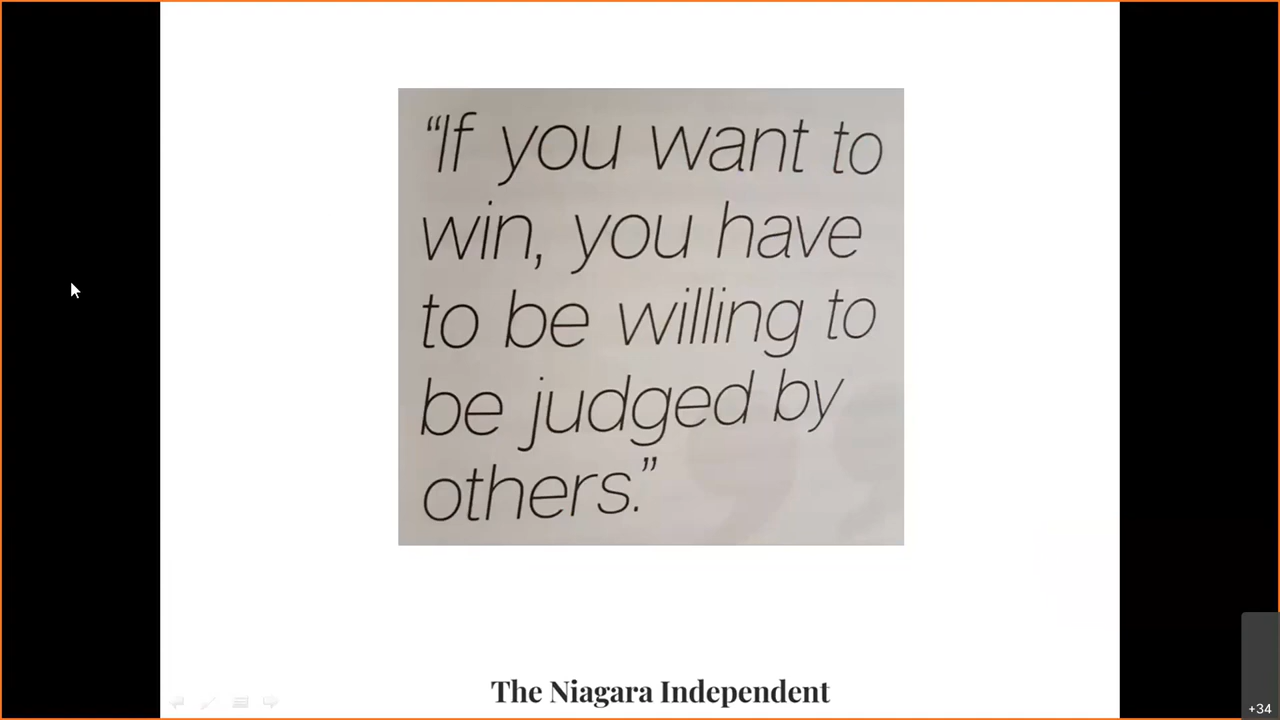 “If you want to
win, you have
to be willing to
be judged by
others.”
The Niagara Independent
+34